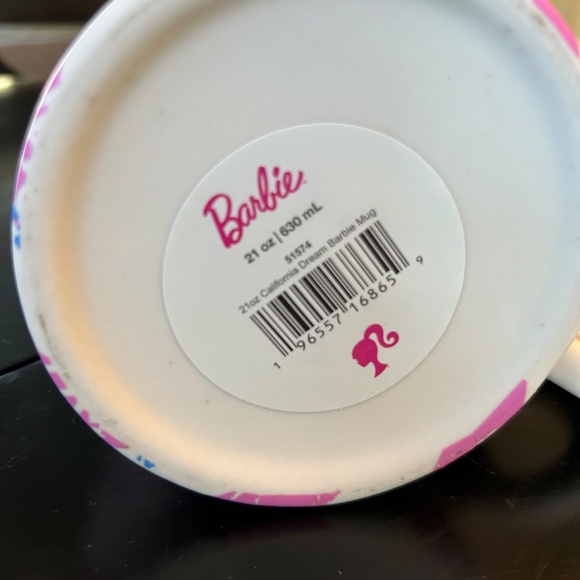 Barbie
21 oz | 630 mL
51574
21oz California Dream Barbie Mug
1 96557 16865 9